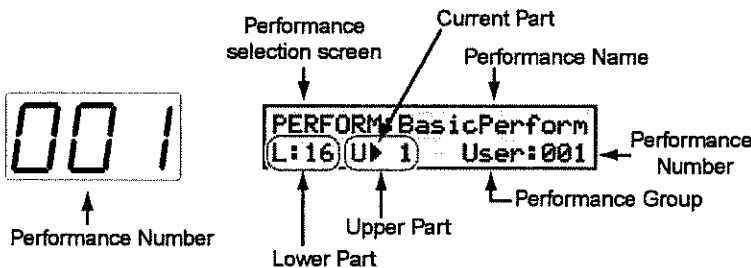 Performance
selection screen
Current Part
Performance Name
001
PERFORM:BasicPerform
L:16 U▶ 1 User:001
Performance
Number
Performance Group
Performance Number
Upper Part
Lower Part